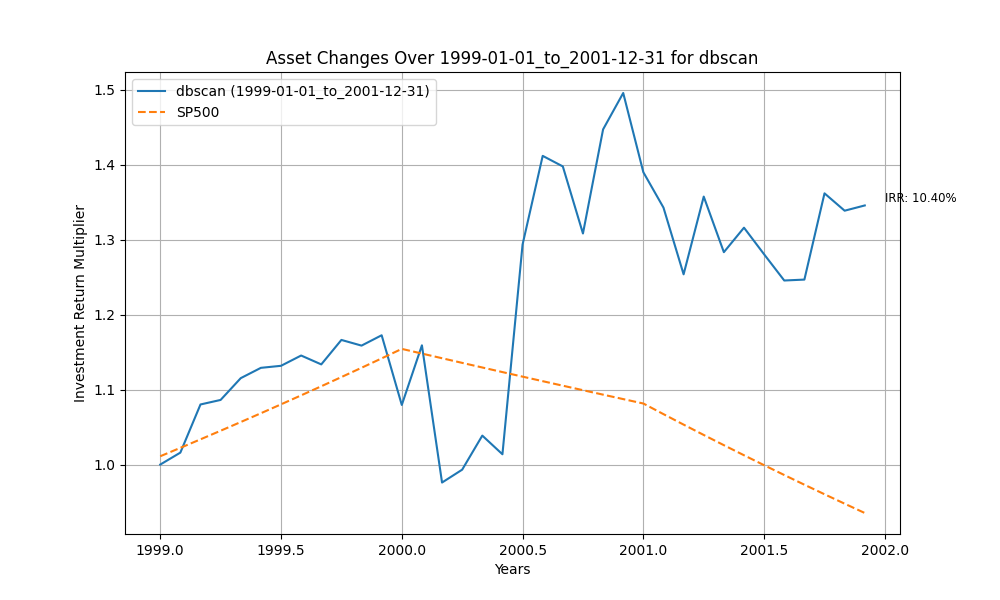 Asset Changes Over 1999-01-01_to_2001-12-31 for dbscan
dbscan (1999-01-01_to_2001-12-31)
SP500
Investment Return Multiplier
1.5
1.4
1.3
1.2
1.1
1.0
IRR: 10.40%
1999.0 1999.5 2000.0 2000.5 2001.0 2001.5 2002.0
Years